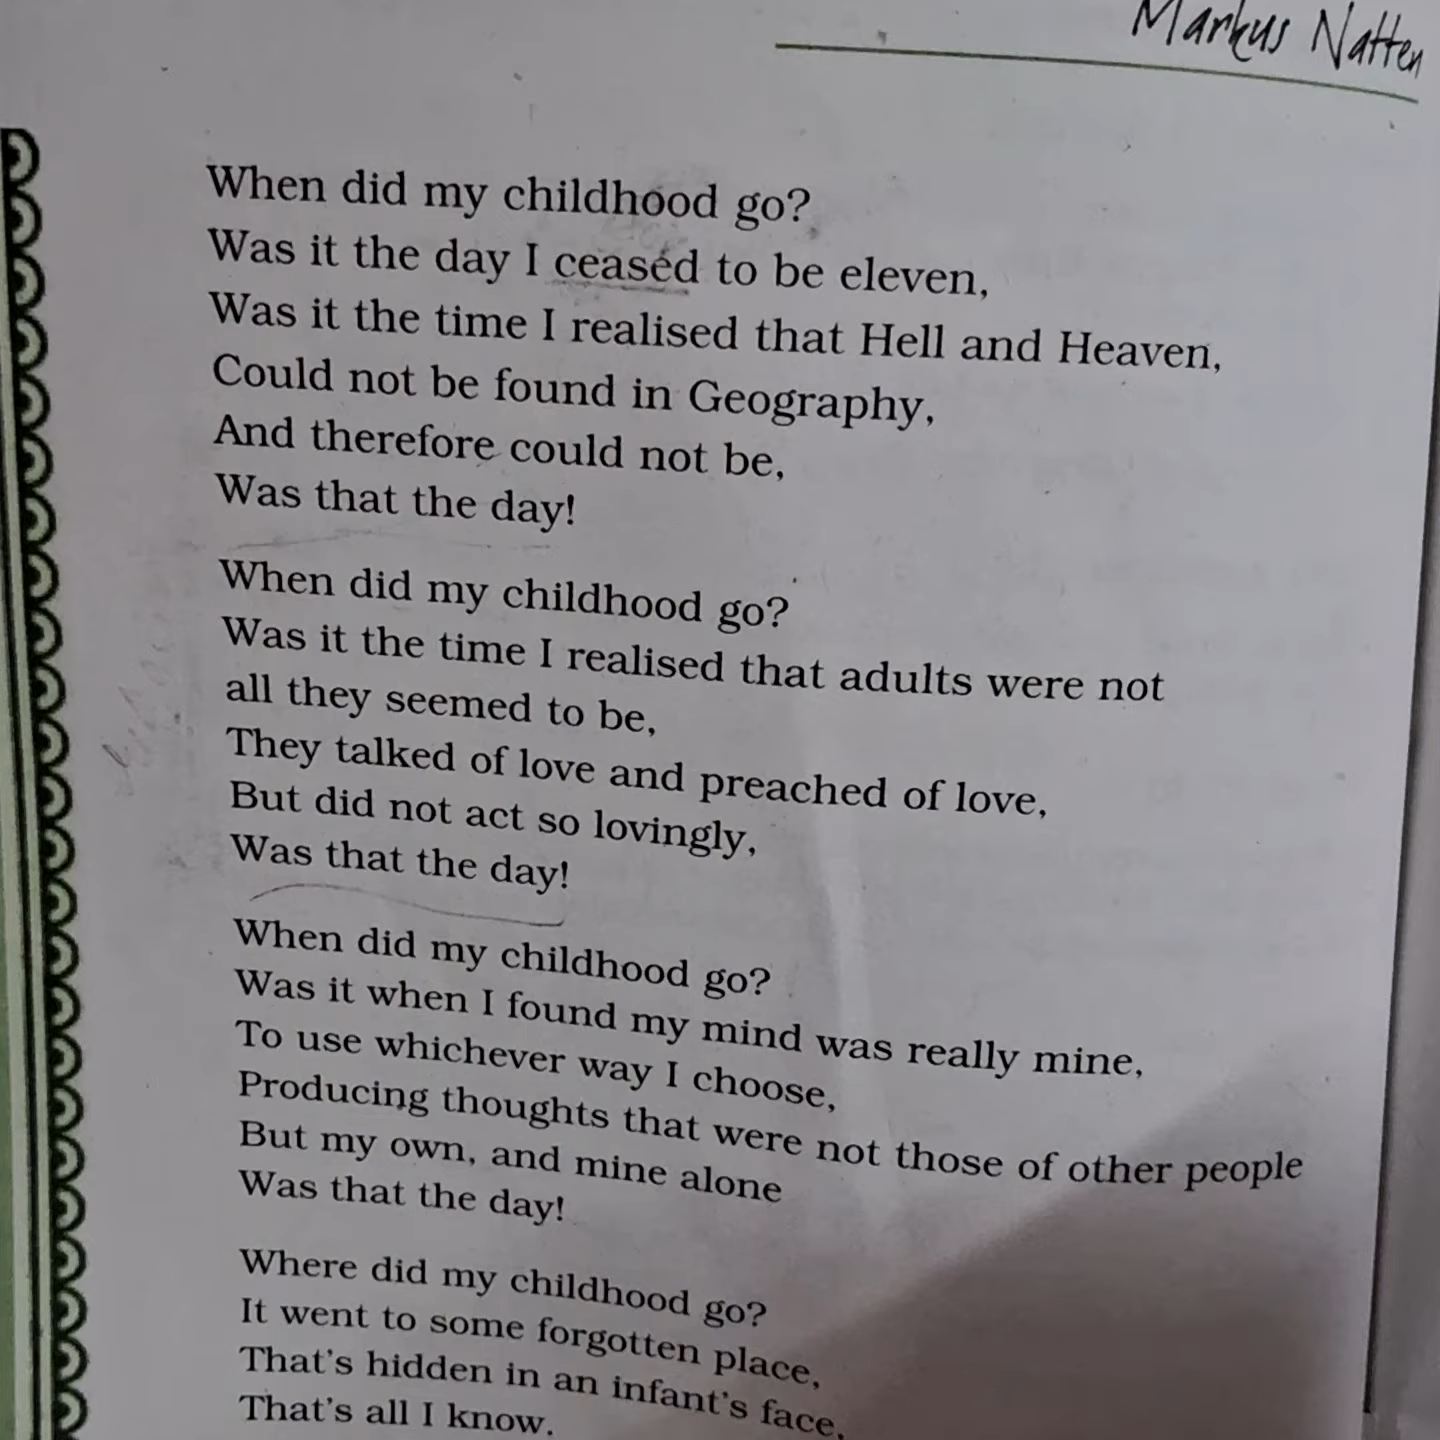 Markus Natten
When did my childhood go?
Was it the day I ceased to be eleven,
Was it the time I realised that Hell and Heaven,
Could not be found in Geography,
And therefore could not be,
Was that the day!
When did my childhood go?
Was it the time I realised that adults were not
all they seemed to be,
They talked of love and preached of love,
But did not act so lovingly,
Was that the day!
When did my childhood go?
Was it when I found my mind was really mine,
To use whichever way I choose,
Producing thoughts that were not those of other people
But my own, and mine alone
Was that the day!
Where did my childhood go?
It went to some forgotten place,
That's hidden in an infant's face,
That's all I know.